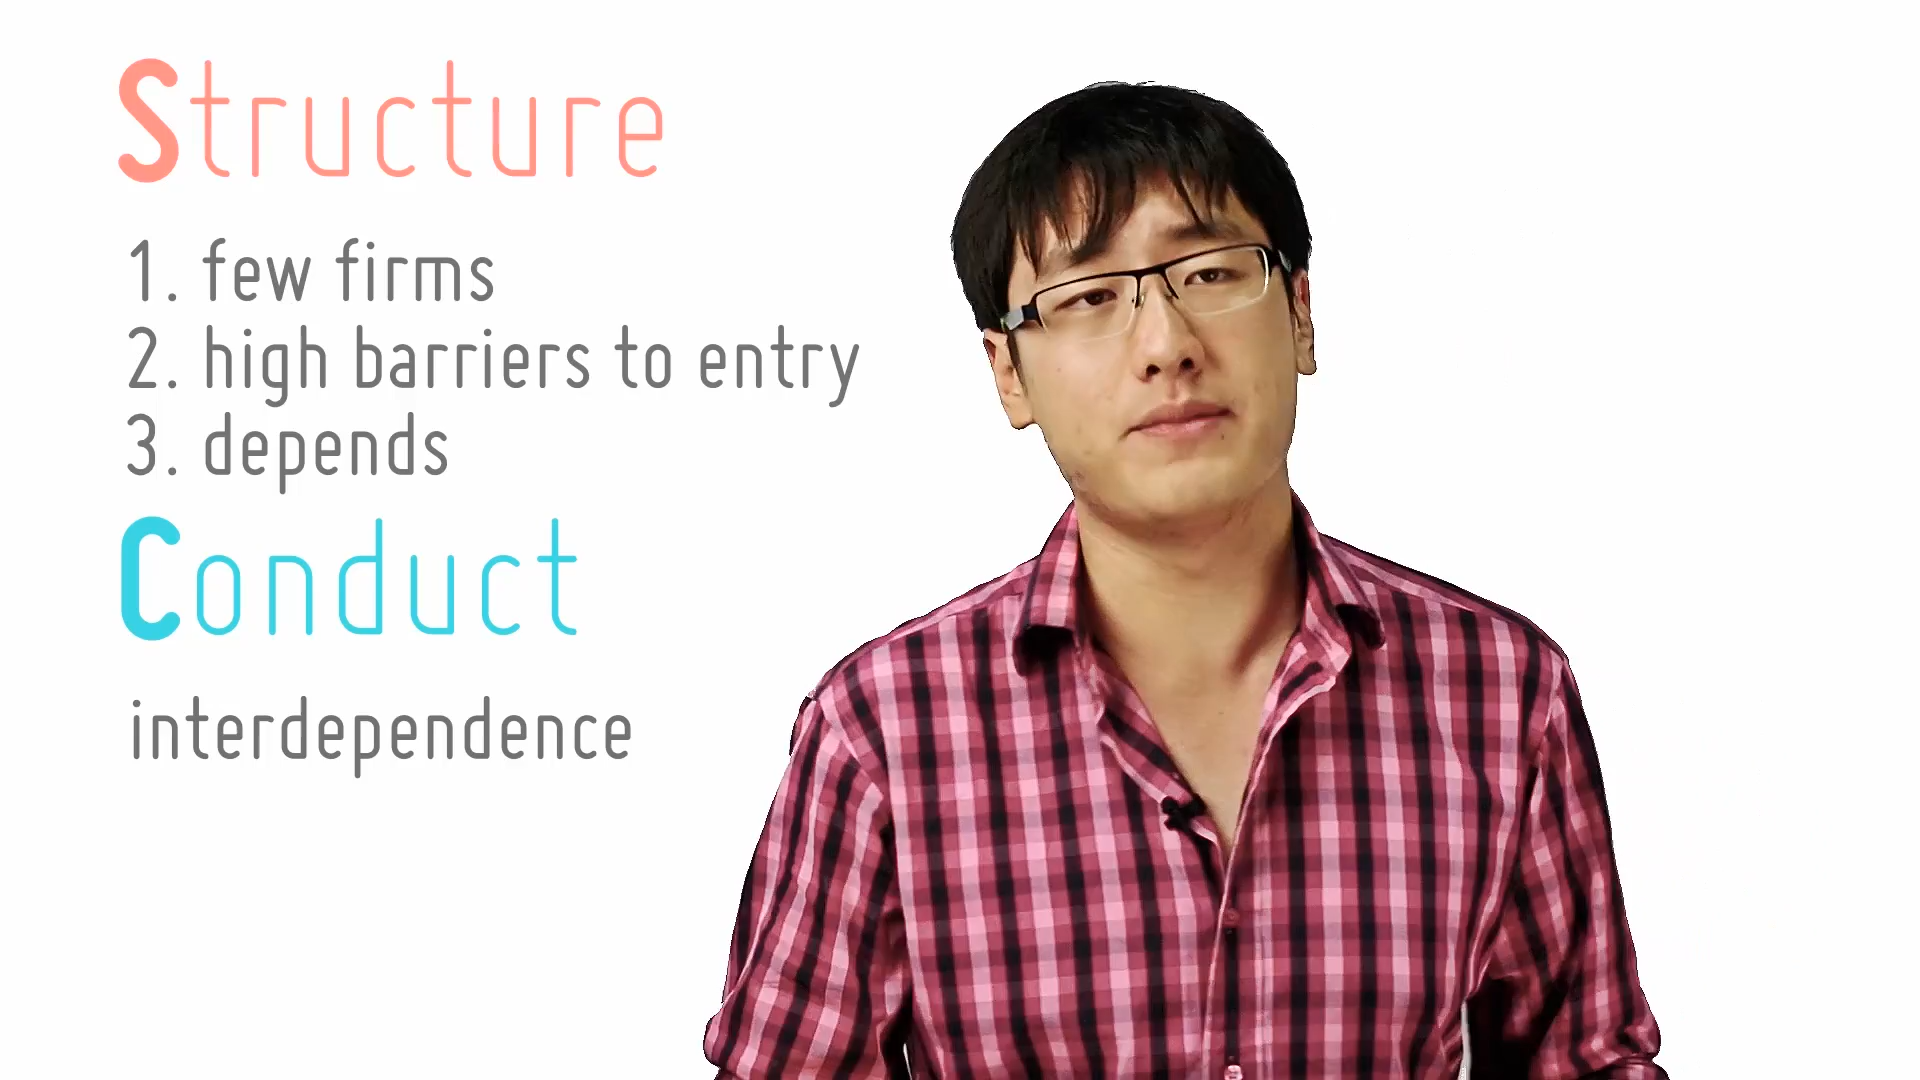 Structure
1. few firms
2. high barriers to entry
3. depends
Conduct
interdependence